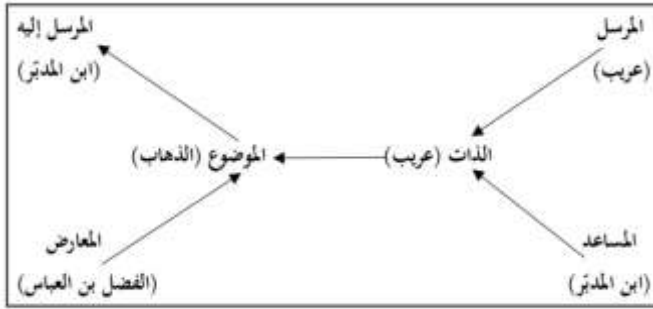 المرسل
(عريب)
المرسل إليه
(ابن المدبّر)
الذات (عريب)
الموضوع (الذهاب)
المساعد
(ابن المدبّر)
المعارض
(الفضل بن العباس)